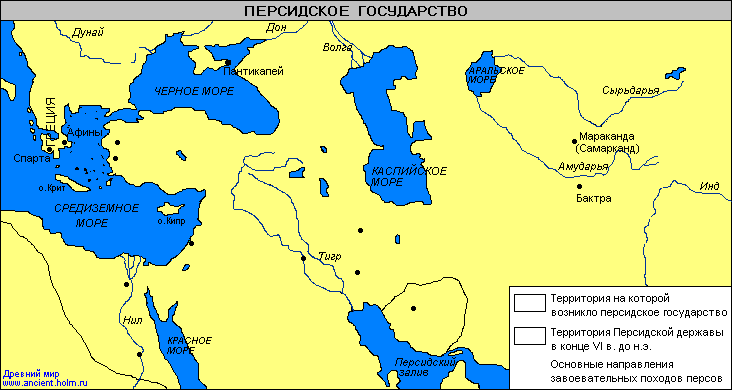 ПЕРСИДСКОЕ ГОСУДАРСТВО
Дунай
Дон
Волга
Пантикапей
АРАЛЬСКОЕ
МОРЕ
Сырдарья
ЧЕРНОЕ МОРЕ
ГРЕЦИЯ
Афины
Спарта
Мараканда
(Самарканд)
Амударья
КАСПИЙСКОЕ
МОРЕ
Бактра
Инд
о.Крит
СРЕДИЗЕМНОЕ
МОРЕ
о.Кипр
Тигр
Нил
КРАСНОЕ
МОРЕ
Персидский
залив
Территория на которой
возникло персидское государство
Территория Персидской державы
в конце VI в. до н.э.
Основные направления
завоевательных походов персов
Древний мир
www.ancient.holm.ru